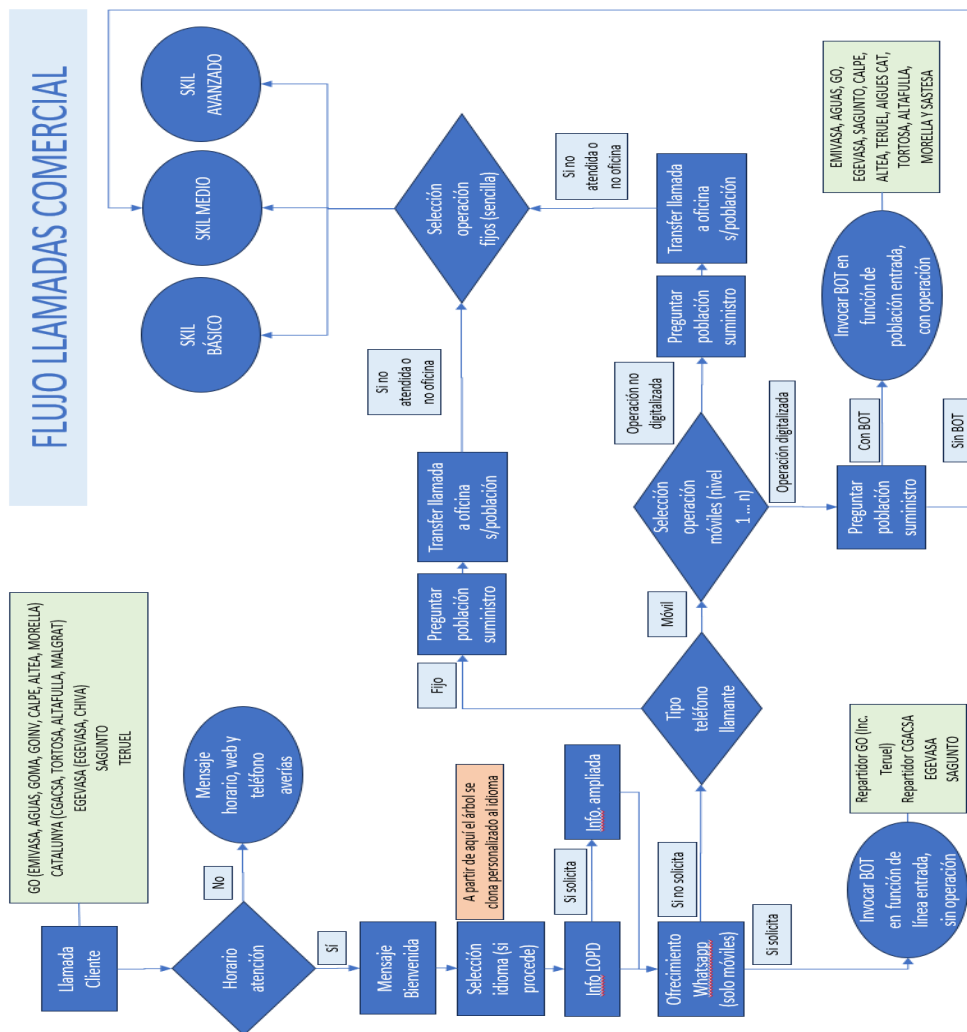 FLUJO LLAMADAS COMERCIAL
GO (EMIVASA, AGUAS, GOMA, GOINV, CALPE, ALTEA, MORELLA)
CATALUNYA (CGACSA, TORTOSA, ALTAFULLA, MALGRAT)
EGEVASA (EGEVASA, CHIVA)
SAGUNTO
TERUEL
Llamada
Cliente
Horario
atención
No
Mensaje
horario, web y
teléfono
averías
Sí
Mensaje
Bienvenida
Selección
idioma (si
procede)
A partir de aquí el árbol se
clona personalizado al idioma
Info LOPD
Si solicita
Info. ampliada
Ofrecimiento
Whatsapp
(solo móviles)
Si no solicita
Si solicita
Invocar BOT
en función de
línea entrada,
sin operación
Repartidor GO (Inc.
Teruel)
Repartidor CGACSA
EGEVASA
SAGUNTO
Tipo
teléfono
llamante
Fijo
Preguntar
población
suministro
Transfer llamada
a oficina
s/población
Si no
atendida o
no oficina
Móvil
Selección
operación
móviles (nivel
1 ... n)
Operación no
digitalizada
Preguntar
población
suministro
Transfer llamada
a oficina
s/población
Si no
atendida o
no oficina
Selección
operación
fijos (sencilla)
SKIL
BÁSICO
SKIL MEDIO
SKIL
AVANZADO
Operación digitalizada
Preguntar
población
suministro
Con BOT
Sin BOT
Invocar BOT en
función de
población entrada,
con operación
EMIVASA, AGUAS, GO,
EGEVASA, SAGUNTO, CALPE,
ALTEA, TERUEL, AIGUES CAT,
TORTOSA, ALTAFULLA,
MORELLA Y SASTESA